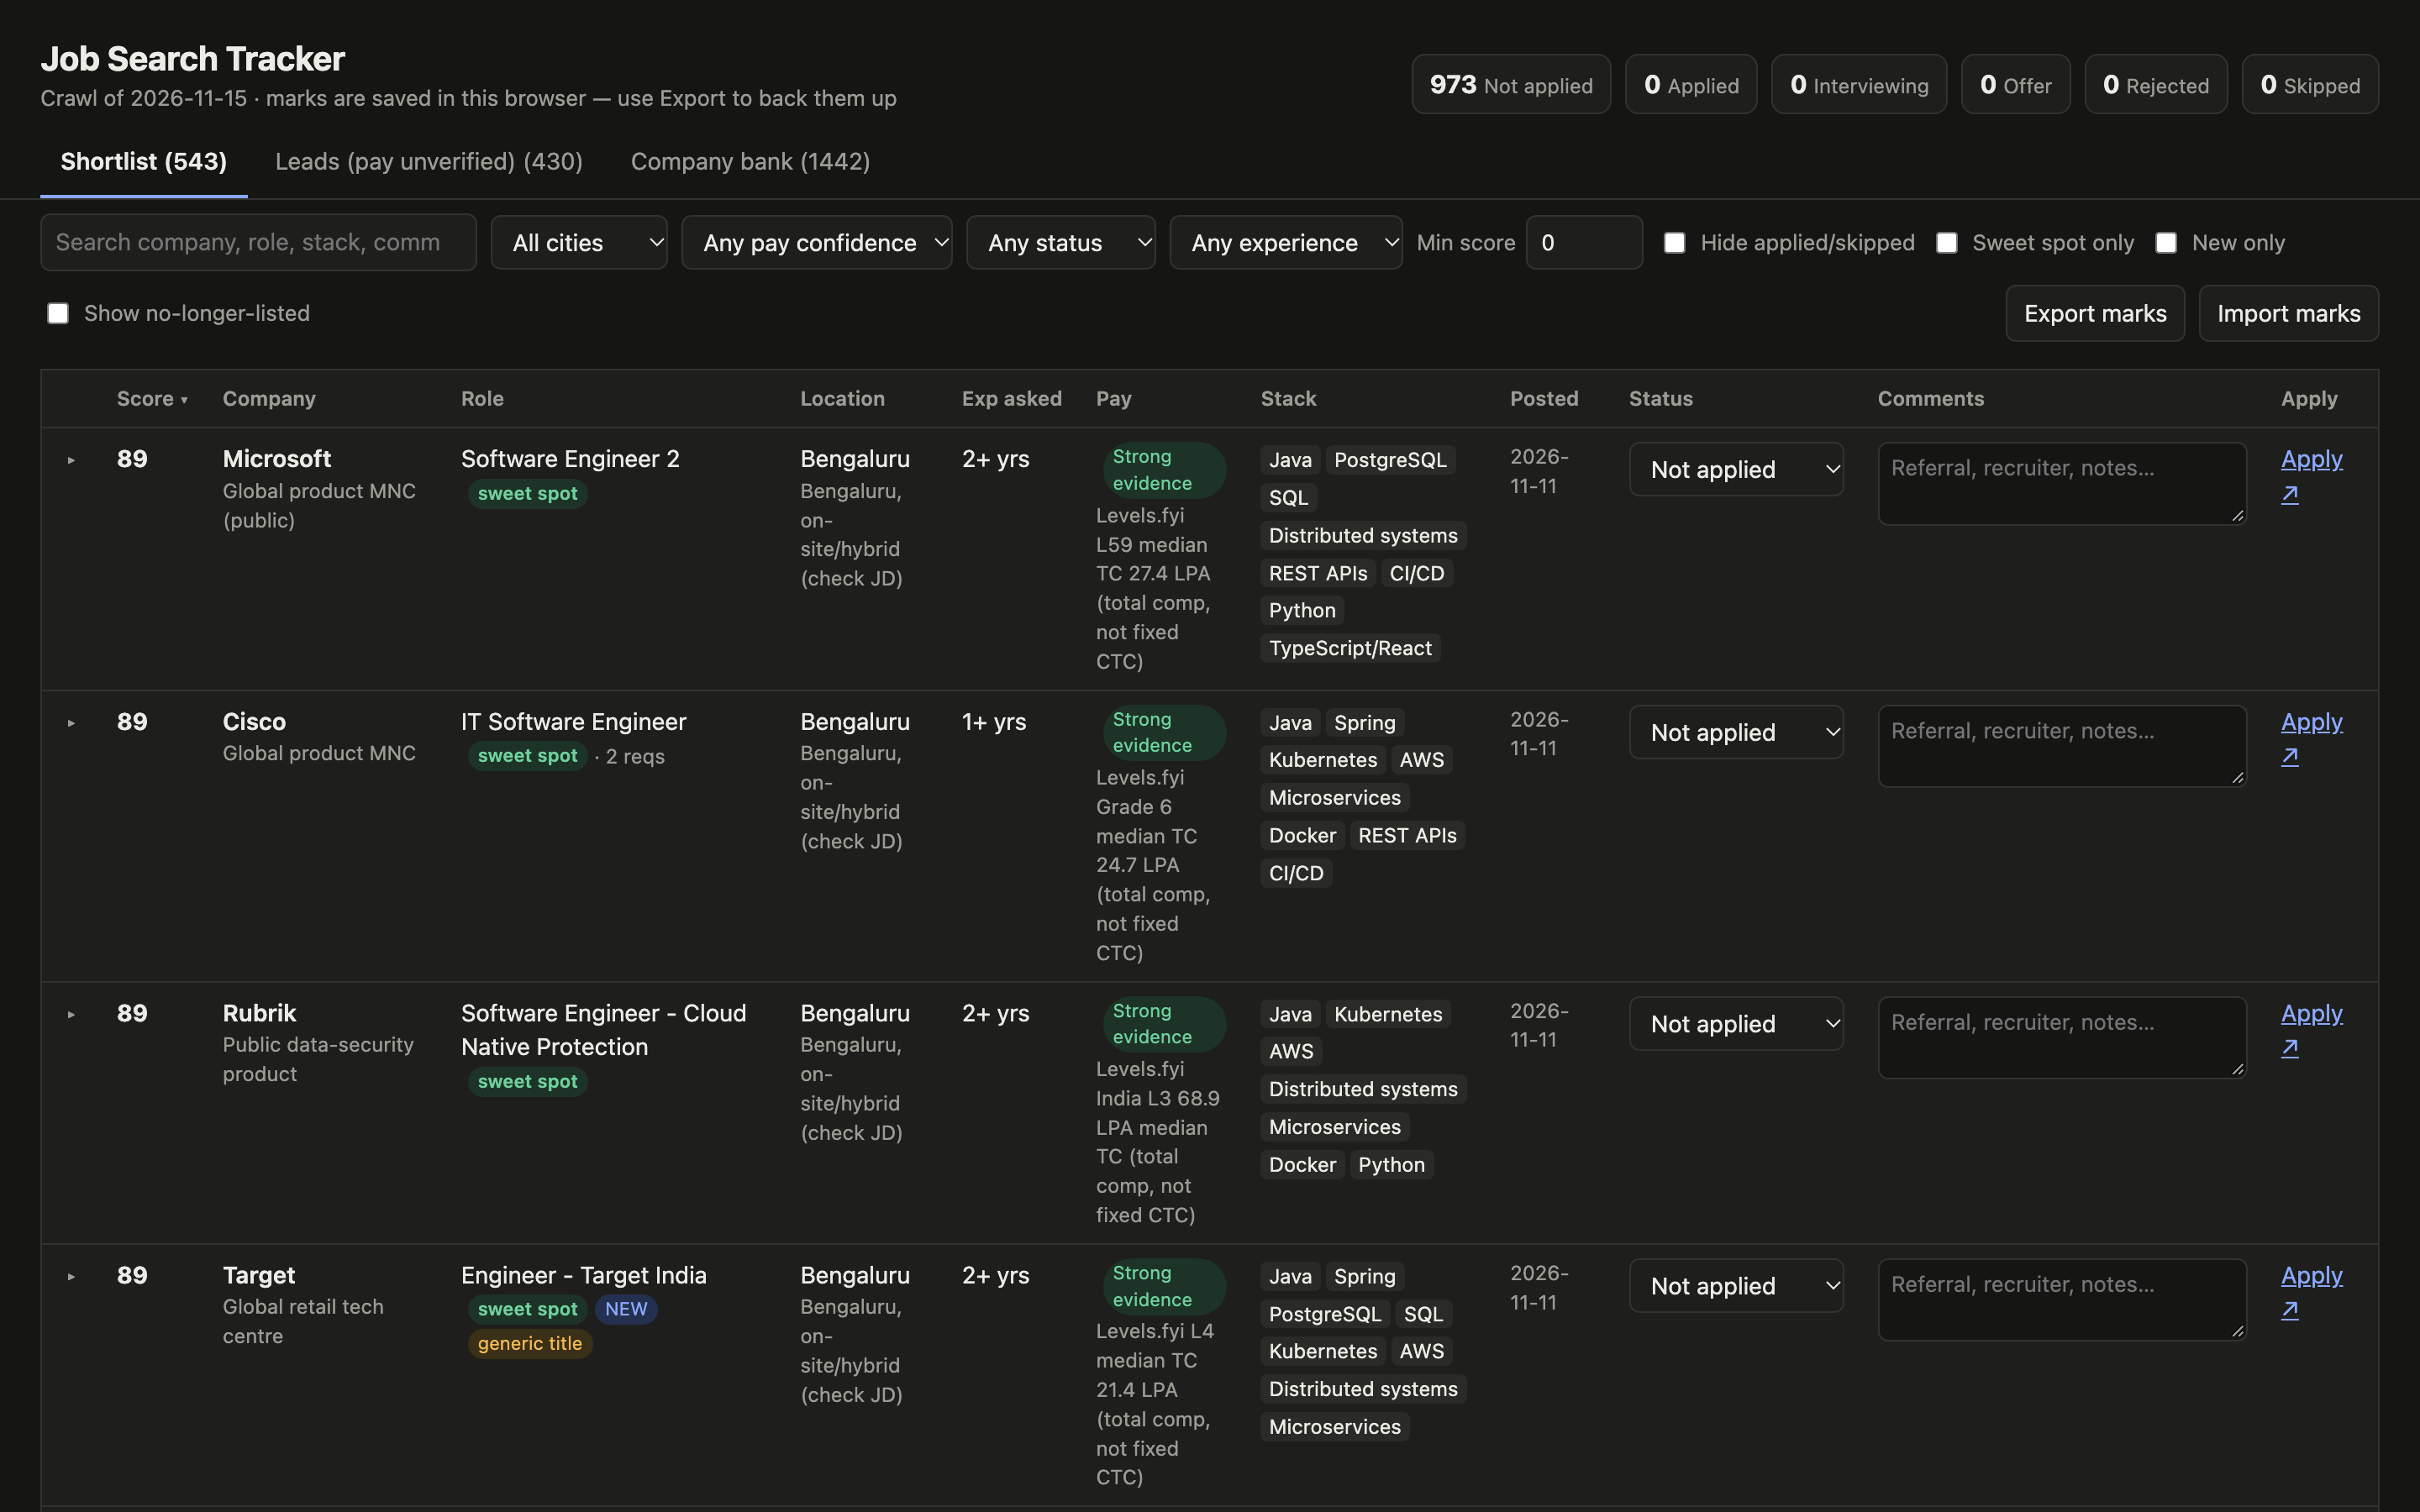 Job Search Tracker
Crawl of 2026-11-15 · marks are saved in this browser — use Export to back them up
973 Not applied
0 Applied
0 Interviewing
0 Offer
0 Rejected
0 Skipped
Shortlist (543)
Leads (pay unverified) (430)
Company bank (1442)
Search company, role, stack, comm
All cities
Any pay confidence
Any status
Any experience
Min score
0
Hide applied/skipped
Sweet spot only
New only
Show no-longer-listed
Export marks
Import marks
Score ▾
Company
Role
Location
Exp asked
Pay
Stack
Posted
Status
Comments
Apply
▸
89
Microsoft
Global product MNC
(public)
Software Engineer 2
sweet spot
Bengaluru
Bengaluru,
on-
site/hybrid
(check JD)
2+ yrs
Strong
evidence
Levels.fyi
L59 median
TC 27.4 LPA
(total comp,
not fixed
CTC)
Java PostgreSQL
SQL
Distributed systems
REST APIs CI/CD
Python
TypeScript/React
2026-
11-11
Not applied
Referral, recruiter, notes...
Apply
↗
▸
89
Cisco
Global product MNC
IT Software Engineer
sweet spot · 2 reqs
Bengaluru
Bengaluru,
on-
site/hybrid
(check JD)
1+ yrs
Strong
evidence
Levels.fyi
Grade 6
median TC
24.7 LPA
(total comp,
not fixed
CTC)
Java Spring
Kubernetes AWS
Microservices
Docker REST APIs
CI/CD
2026-
11-11
Not applied
Referral, recruiter, notes...
Apply
↗
▸
89
Rubrik
Public data-security
product
Software Engineer - Cloud
Native Protection
sweet spot
Bengaluru
Bengaluru,
on-
site/hybrid
(check JD)
2+ yrs
Strong
evidence
Levels.fyi
India L3 68.9
LPA median
TC (total
comp, not
fixed CTC)
Java Kubernetes
AWS
Distributed systems
Microservices
Docker Python
2026-
11-11
Not applied
Referral, recruiter, notes...
Apply
↗
▸
89
Target
Global retail tech
centre
Engineer - Target India
sweet spot NEW
generic title
Bengaluru
Bengaluru,
on-
site/hybrid
(check JD)
2+ yrs
Strong
evidence
Levels.fyi L4
median TC
21.4 LPA
(total comp,
not fixed
CTC)
Java Spring
PostgreSQL SQL
Kubernetes AWS
Distributed systems
Microservices
2026-
11-11
Not applied
Referral, recruiter, notes...
Apply
↗